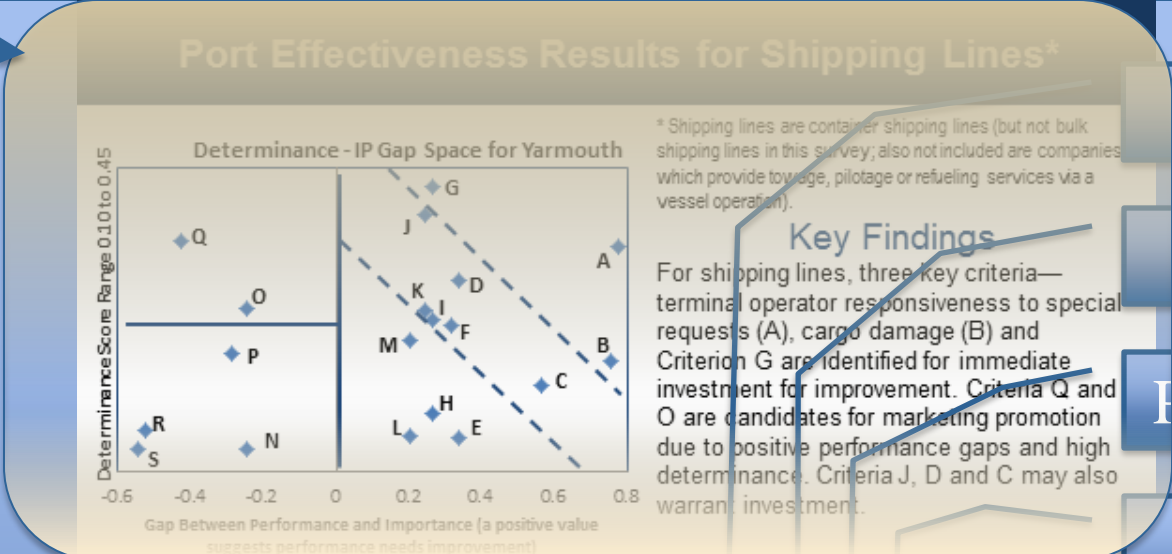 Port Effectiveness Results for Shipping Lines*
* Shipping lines are container shipping lines (but not bulk
shipping lines in this survey; also not included are companies
which provide towage, pilotage or refueling services via a
vessel operation).
Determinance - IP Gap Space for Yarmouth
Determinance Score Range 0.10 to 0.45
G
J
Q
A
D
K
I
O
F
M
B
P
C
H
R
L
E
N
S
-0.6 -0.4 -0.2 0 0.2 0.4 0.6 0.8
Gap Between Performance and Importance (a positive value
suggests performance needs improvement)
Key Findings
For shipping lines, three key criteria—
terminal operator responsiveness to special
requests (A), cargo damage (B) and
Criterion G are identified for immediate
investment for improvement. Criteria Q and
O are candidates for marketing promotion
due to positive performance gaps and high
determinance. Criteria J, D and C may also
warrant investment.